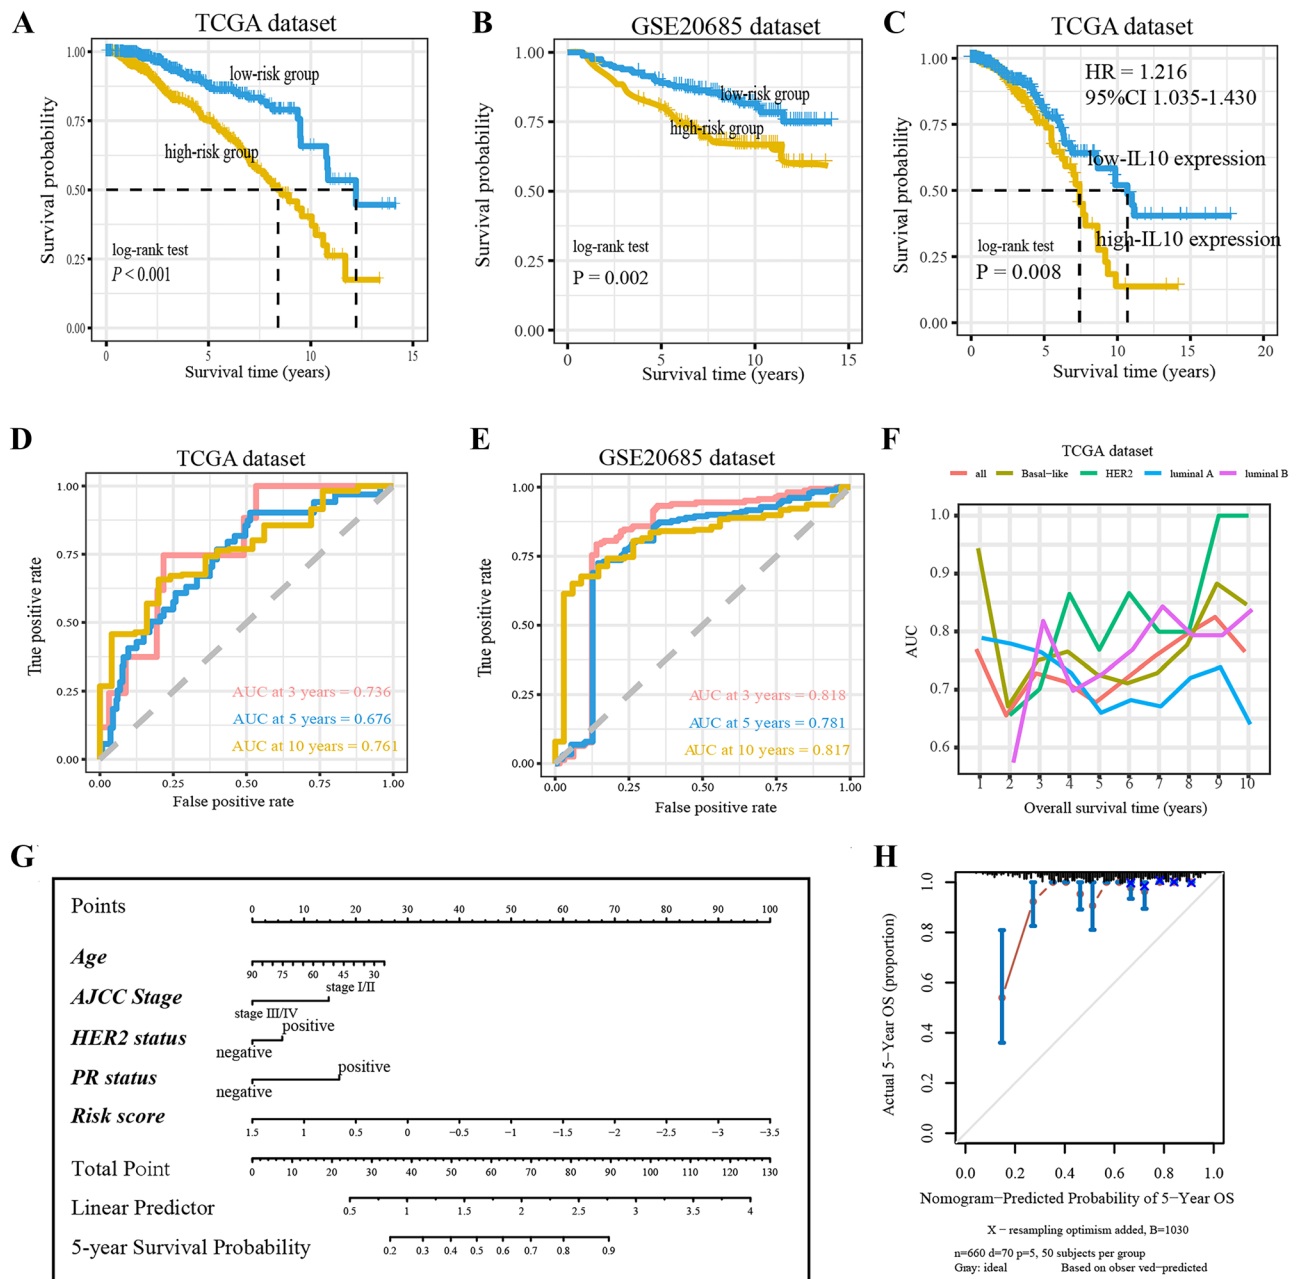 A
TCGA dataset
Survival probability
1.00
0.75
0.50
0.25
0.00
low-risk group
high-risk group
log-rank test
P < 0.001
0 5 10 15
Survival time (years)
B
GSE20685 dataset
Survival probability
1.00
0.75
0.50
0.25
0.00
low-risk group
high-risk group
log-rank test
P = 0.002
0 5 10 15
Survival time (years)
C
TCGA dataset
Survival probability
1.00
0.75
0.50
0.25
0.00
HR = 1.216
95%CI 1.035-1.430
low-IL10 expression
high-IL10 expression
log-rank test
P = 0.008
0 5 10 15 20
Survival time (years)
D
TCGA dataset
True positive rate
1.00
0.75
0.50
0.25
0.00
AUC at 3 years = 0.736
AUC at 5 years = 0.676
AUC at 10 years = 0.761
0.00 0.25 0.50 0.75 1.00
False positive rate
E
GSE20685 dataset
True positive rate
1.00
0.75
0.50
0.25
0.00
AUC at 3 years = 0.818
AUC at 5 years = 0.781
AUC at 10 years = 0.817
0.00 0.25 0.50 0.75 1.00
False positive rate
F
TCGA dataset
all Basal-like HER2 luminal A luminal B
AUC
1.0
0.9
0.8
0.7
0.6
1 2 3 4 5 6 7 8 9 10
Overall survival time (years)
G
Points
0 10 20 30 40 50 60 70 80 90 100
Age
90 75 60 45 30
AJCC Stage
stage I/II
stage III/IV
HER2 status
positive
negative
PR status
positive
negative
Risk score
1.5 1 0.5 0 −0.5 −1 −1.5 −2 −2.5 −3 −3.5
Total Point
0 10 20 30 40 50 60 70 80 90 100 110 120 130
Linear Predictor
0.5 1 1.5 2 2.5 3 3.5 4
5-year Survival Probability
0.2 0.3 0.4 0.5 0.6 0.7 0.8 0.9
H
Actual 5−Year OS (proportion)
1.0
0.8
0.6
0.4
0.2
0.0
0.0 0.2 0.4 0.6 0.8 1.0
Nomogram−Predicted Probability of 5−Year OS
X − resampling optimism added, B=1030
n=660 d=70 p=5, 50 subjects per group
Gray: ideal Based on obser ved−predicted